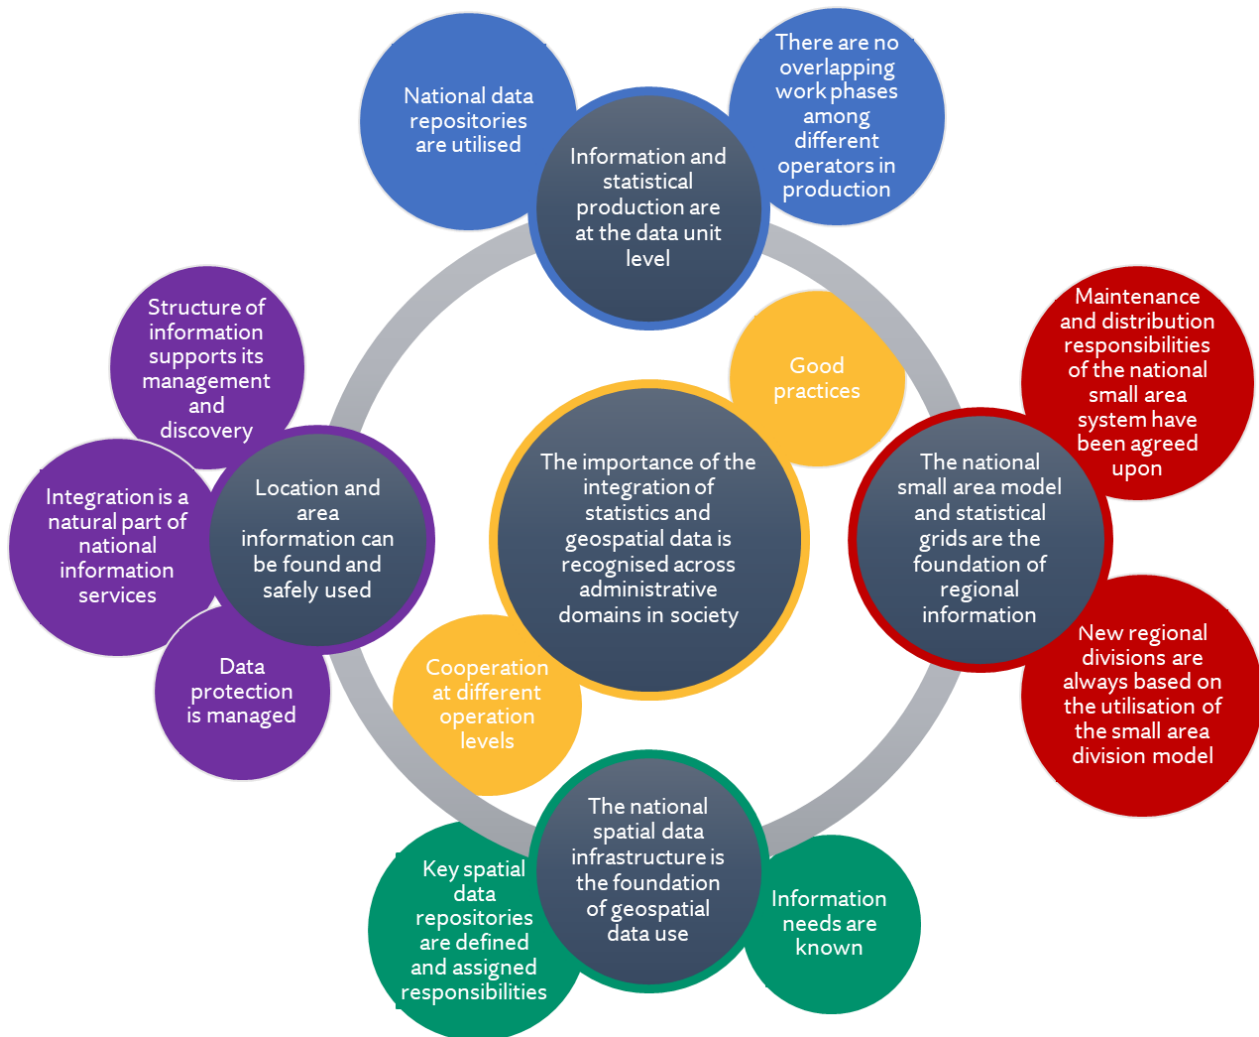 National data
repositories
are utilised
There are no
overlapping
work phases
among
different
operators in
production
Information and
statistical
production are
at the data unit
level
Structure of
information
supports its
management
and
discovery
Integration is a
natural part of
national
information
services
Data
protection
is managed
Location and
area
information can
be found and
safely used
Good
practices
The importance of the
integration of
statistics and
geospatial data is
recognised across
administrative
domains in society
Cooperation
at different
operation
levels
Maintenance
and distribution
responsibilities
of the national
small area
system have
been agreed
upon
The national
small area model
and statistical
grids are the
foundation of
regional
information
New regional
divisions are
always based on
the utilisation of
the small area
division model
The national
spatial data
infrastructure is
the foundation
of geospatial
data use
Key spatial
data
repositories
are defined
and assigned
responsibilities
Information
needs are
known